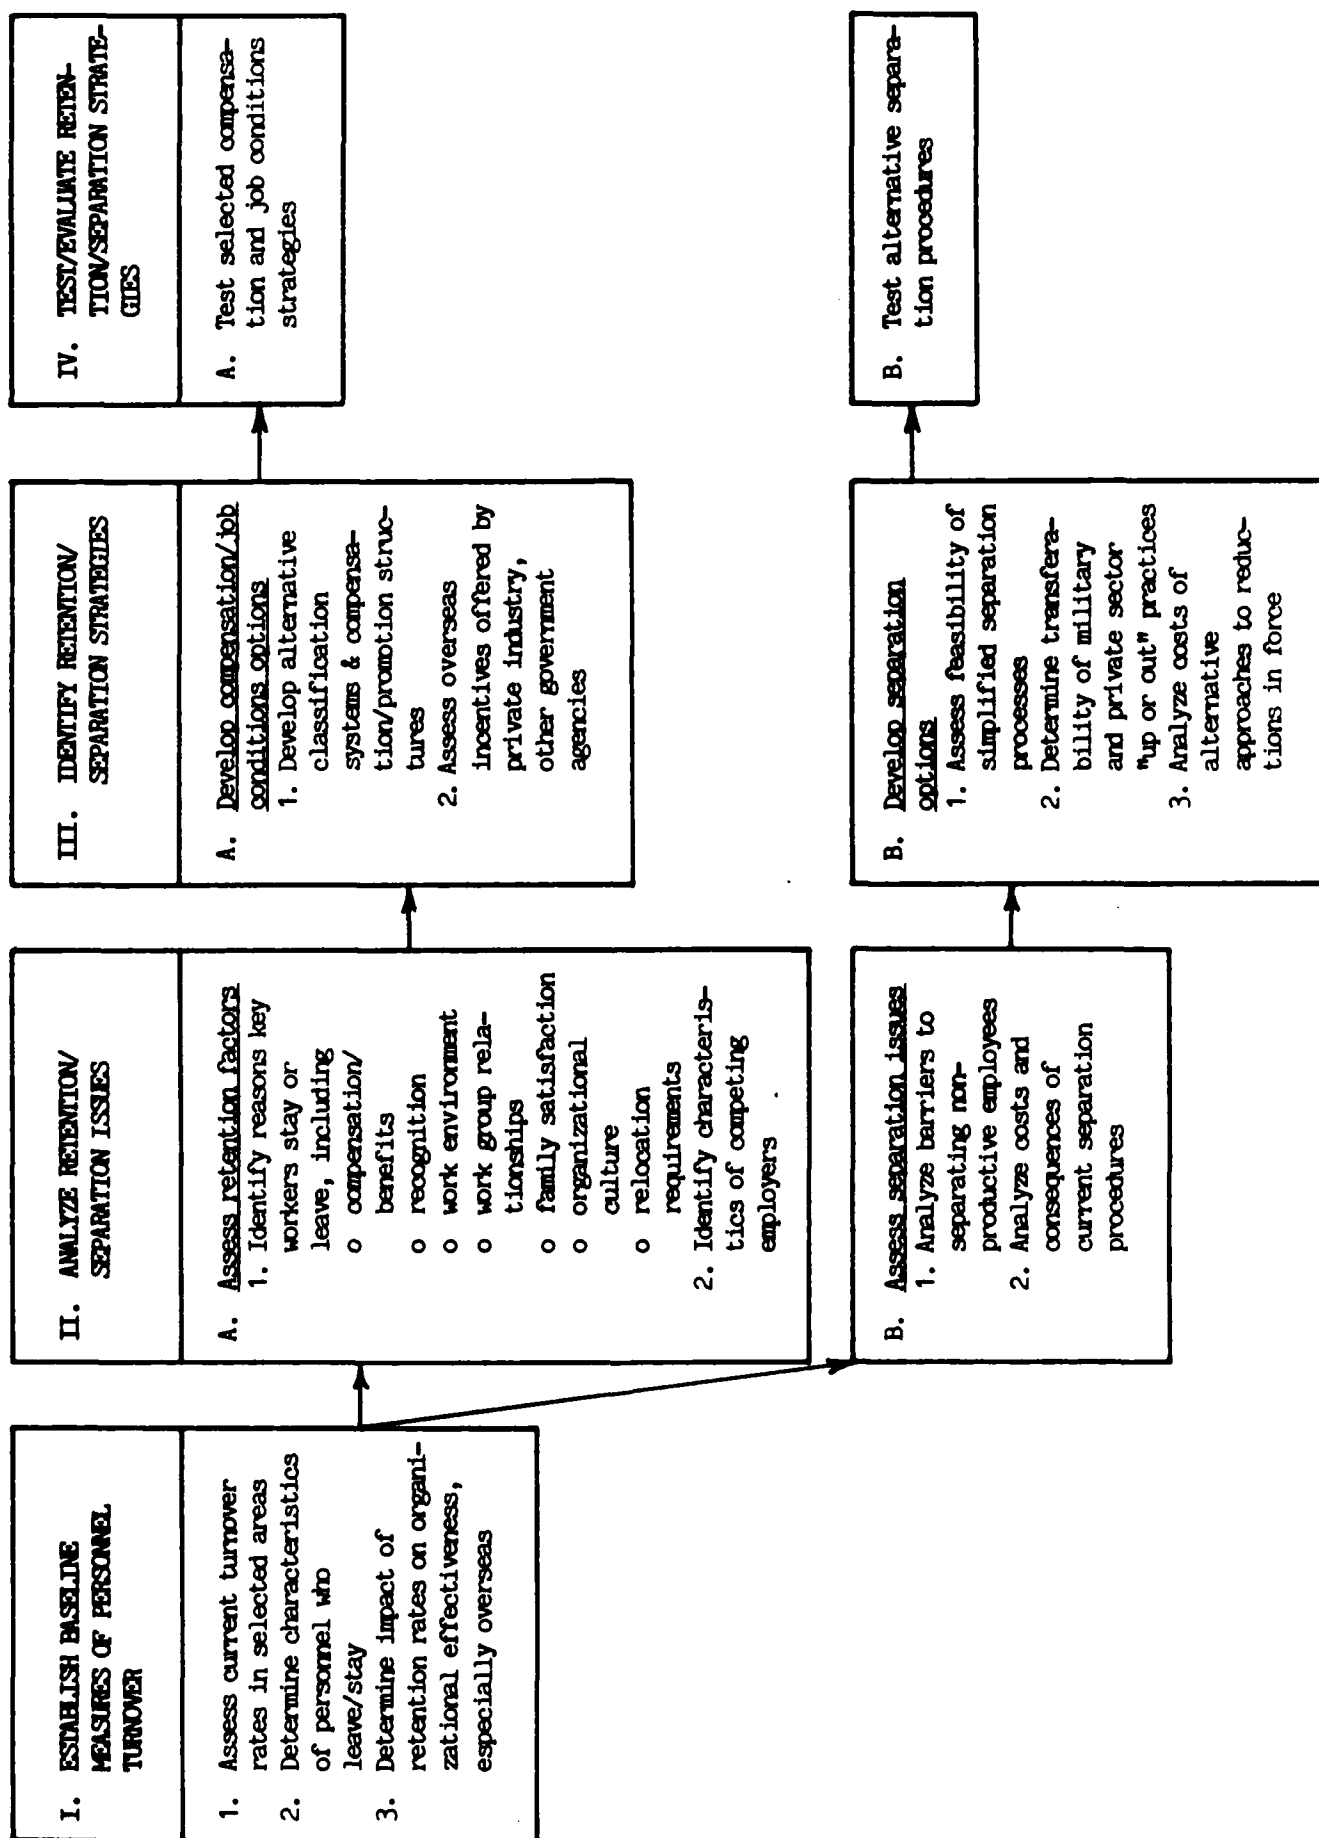 I. ESTABLISH BASELINE
MEASURES OF PERSONNEL
TURNOVER
1. Assess current turnover
rates in selected areas
2. Determine characteristics
of personnel who
leave/stay
3. Determine impact of
retention rates on organi-
zational effectiveness,
especially overseas
II. ANALYZE RETENTION/
SEPARATION ISSUES
A. Assess retention factors
1. Identify reasons key
workers stay or
leave, including
o compensation/
benefits
o recognition
o work environment
o work group rela-
tionships
o family satisfaction
o organizational
culture
o relocation
requirements
2. Identify characteris-
tics of competing
employers
B. Assess separation issues
1. Analyze barriers to
separating non-
productive employees
2. Analyze costs and
consequences of
current separation
procedures
III. IDENTIFY RETENTION/
SEPARATION STRATEGIES
A. Develop compensation/job
conditions options
1. Develop alternative
classification
systems & compensa-
tion/promotion struc-
tures
2. Assess overseas
incentives offered by
private industry,
other government
agencies
B. Develop separation
options
1. Assess feasibility of
simplified separation
processes
2. Determine transfera-
bility of military
and private sector
"up or out" practices
3. Analyze costs of
alternative
approaches to reduc-
tions in force
IV. TEST/EVALUATE RETEN-
TION/SEPARATION STRATE-
GIES
A. Test selected compensa-
tion and job conditions
strategies
B. Test alternative separa-
tion procedures